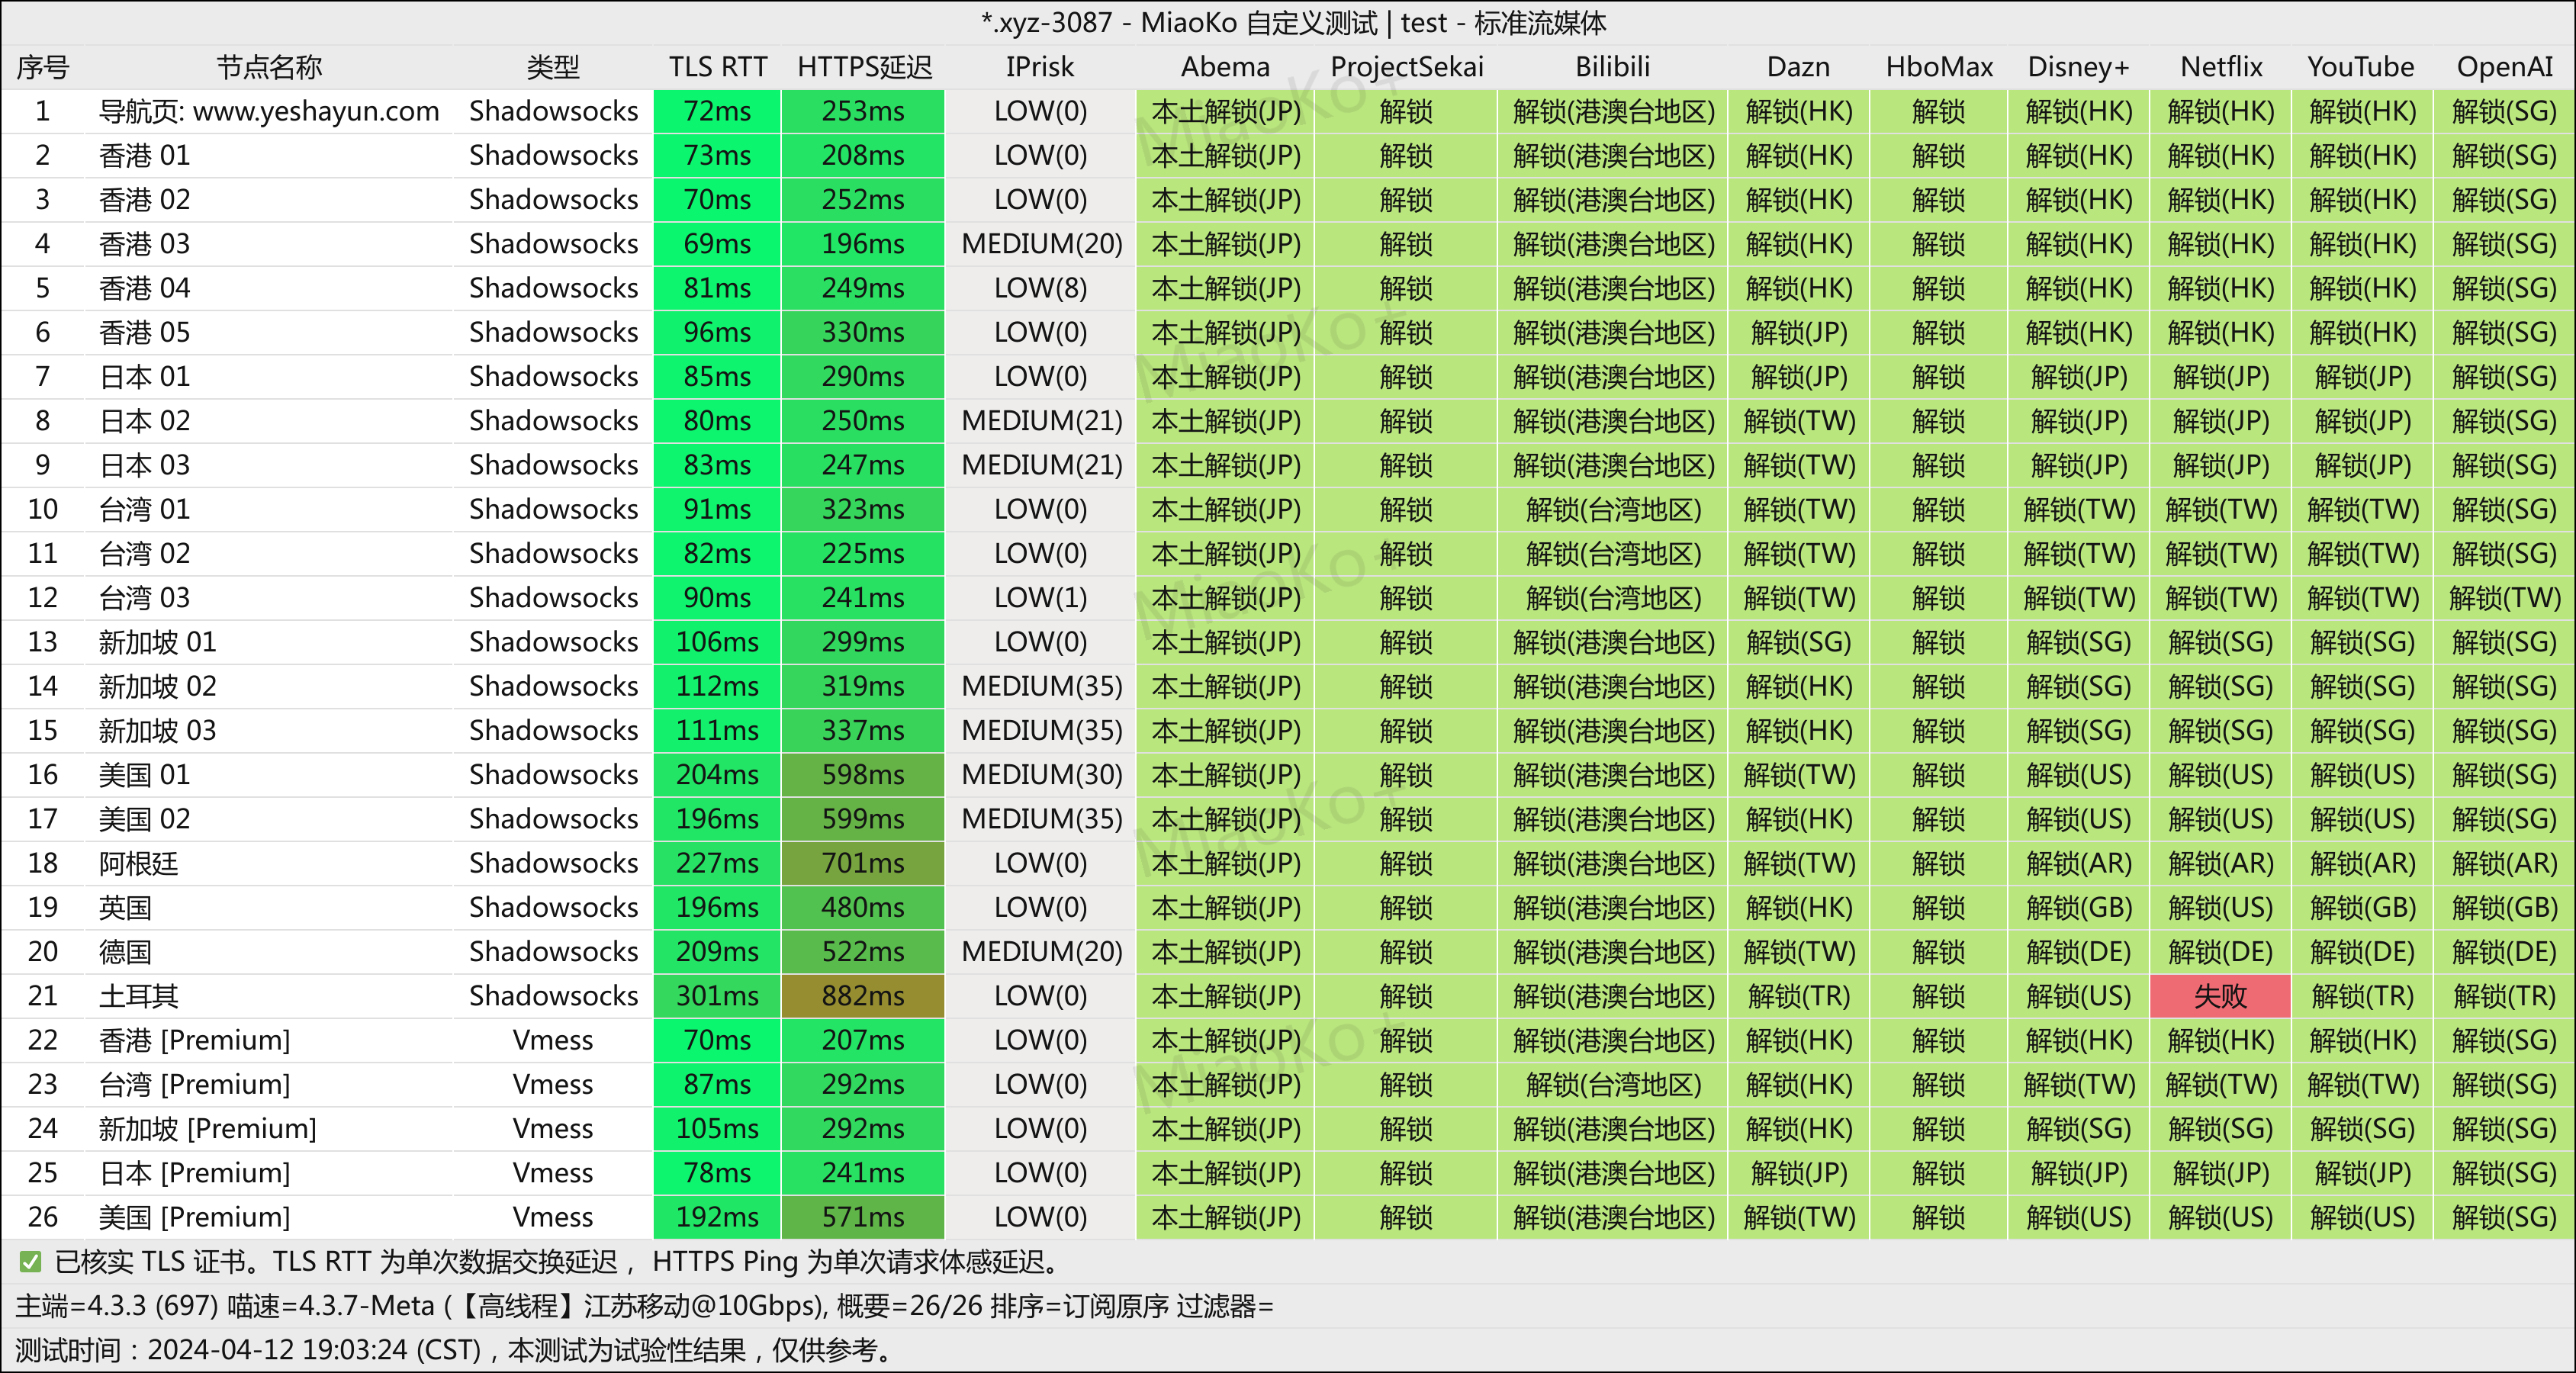 *.xyz-3087 - MiaoKo 自定义测试 | test - 标准流媒体
序号 节点名称 类型 TLS RTT HTTPS延迟 IPrisk Abema ProjectSekai Bilibili Dazn HboMax Disney+ Netflix YouTube OpenAI
1 导航页: www.yeshayun.com Shadowsocks 72ms 253ms LOW(0) 本土解锁(JP) 解锁 解锁(港澳台地区) 解锁(HK) 解锁 解锁(HK) 解锁(HK) 解锁(HK) 解锁(SG)
2 香港 01 Shadowsocks 73ms 208ms LOW(0) 本土解锁(JP) 解锁 解锁(港澳台地区) 解锁(HK) 解锁 解锁(HK) 解锁(HK) 解锁(HK) 解锁(SG)
3 香港 02 Shadowsocks 70ms 252ms LOW(0) 本土解锁(JP) 解锁 解锁(港澳台地区) 解锁(HK) 解锁 解锁(HK) 解锁(HK) 解锁(HK) 解锁(SG)
4 香港 03 Shadowsocks 69ms 196ms MEDIUM(20) 本土解锁(JP) 解锁 解锁(港澳台地区) 解锁(HK) 解锁 解锁(HK) 解锁(HK) 解锁(HK) 解锁(SG)
5 香港 04 Shadowsocks 81ms 249ms LOW(8) 本土解锁(JP) 解锁 解锁(港澳台地区) 解锁(HK) 解锁 解锁(HK) 解锁(HK) 解锁(HK) 解锁(SG)
6 香港 05 Shadowsocks 96ms 330ms LOW(0) 本土解锁(JP) 解锁 解锁(港澳台地区) 解锁(JP) 解锁 解锁(HK) 解锁(HK) 解锁(HK) 解锁(SG)
7 日本 01 Shadowsocks 85ms 290ms LOW(0) 本土解锁(JP) 解锁 解锁(港澳台地区) 解锁(JP) 解锁 解锁(JP) 解锁(JP) 解锁(JP) 解锁(SG)
8 日本 02 Shadowsocks 80ms 250ms MEDIUM(21) 本土解锁(JP) 解锁 解锁(港澳台地区) 解锁(TW) 解锁 解锁(JP) 解锁(JP) 解锁(JP) 解锁(SG)
9 日本 03 Shadowsocks 83ms 247ms MEDIUM(21) 本土解锁(JP) 解锁 解锁(港澳台地区) 解锁(TW) 解锁 解锁(JP) 解锁(JP) 解锁(JP) 解锁(SG)
10 台湾 01 Shadowsocks 91ms 323ms LOW(0) 本土解锁(JP) 解锁 解锁(台湾地区) 解锁(TW) 解锁 解锁(TW) 解锁(TW) 解锁(TW) 解锁(SG)
11 台湾 02 Shadowsocks 82ms 225ms LOW(0) 本土解锁(JP) 解锁 解锁(台湾地区) 解锁(TW) 解锁 解锁(TW) 解锁(TW) 解锁(TW) 解锁(SG)
12 台湾 03 Shadowsocks 90ms 241ms LOW(1) 本土解锁(JP) 解锁 解锁(台湾地区) 解锁(TW) 解锁 解锁(TW) 解锁(TW) 解锁(TW) 解锁(TW)
13 新加坡 01 Shadowsocks 106ms 299ms LOW(0) 本土解锁(JP) 解锁 解锁(港澳台地区) 解锁(SG) 解锁 解锁(SG) 解锁(SG) 解锁(SG) 解锁(SG)
14 新加坡 02 Shadowsocks 112ms 319ms MEDIUM(35) 本土解锁(JP) 解锁 解锁(港澳台地区) 解锁(HK) 解锁 解锁(SG) 解锁(SG) 解锁(SG) 解锁(SG)
15 新加坡 03 Shadowsocks 111ms 337ms MEDIUM(35) 本土解锁(JP) 解锁 解锁(港澳台地区) 解锁(HK) 解锁 解锁(SG) 解锁(SG) 解锁(SG) 解锁(SG)
16 美国 01 Shadowsocks 204ms 598ms MEDIUM(30) 本土解锁(JP) 解锁 解锁(港澳台地区) 解锁(TW) 解锁 解锁(US) 解锁(US) 解锁(US) 解锁(SG)
17 美国 02 Shadowsocks 196ms 599ms MEDIUM(35) 本土解锁(JP) 解锁 解锁(港澳台地区) 解锁(HK) 解锁 解锁(US) 解锁(US) 解锁(US) 解锁(SG)
18 阿根廷 Shadowsocks 227ms 701ms LOW(0) 本土解锁(JP) 解锁 解锁(港澳台地区) 解锁(TW) 解锁 解锁(AR) 解锁(AR) 解锁(AR) 解锁(AR)
19 英国 Shadowsocks 196ms 480ms LOW(0) 本土解锁(JP) 解锁 解锁(港澳台地区) 解锁(HK) 解锁 解锁(GB) 解锁(US) 解锁(GB) 解锁(GB)
20 德国 Shadowsocks 209ms 522ms MEDIUM(20) 本土解锁(JP) 解锁 解锁(港澳台地区) 解锁(TW) 解锁 解锁(DE) 解锁(DE) 解锁(DE) 解锁(DE)
21 土耳其 Shadowsocks 301ms 882ms LOW(0) 本土解锁(JP) 解锁 解锁(港澳台地区) 解锁(TR) 解锁 解锁(US) 失败 解锁(TR) 解锁(TR)
22 香港 [Premium] Vmess 70ms 207ms LOW(0) 本土解锁(JP) 解锁 解锁(港澳台地区) 解锁(HK) 解锁 解锁(HK) 解锁(HK) 解锁(HK) 解锁(SG)
23 台湾 [Premium] Vmess 87ms 292ms LOW(0) 本土解锁(JP) 解锁 解锁(台湾地区) 解锁(HK) 解锁 解锁(TW) 解锁(TW) 解锁(TW) 解锁(SG)
24 新加坡 [Premium] Vmess 105ms 292ms LOW(0) 本土解锁(JP) 解锁 解锁(港澳台地区) 解锁(HK) 解锁 解锁(SG) 解锁(SG) 解锁(SG) 解锁(SG)
25 日本 [Premium] Vmess 78ms 241ms LOW(0) 本土解锁(JP) 解锁 解锁(港澳台地区) 解锁(JP) 解锁 解锁(JP) 解锁(JP) 解锁(JP) 解锁(SG)
26 美国 [Premium] Vmess 192ms 571ms LOW(0) 本土解锁(JP) 解锁 解锁(港澳台地区) 解锁(TW) 解锁 解锁(US) 解锁(US) 解锁(US) 解锁(SG)
✅ 已核实 TLS 证书。TLS RTT 为单次数据交换延迟，HTTPS Ping 为单次请求体感延迟。
主端=4.3.3 (697) 喵速=4.3.7-Meta (【高线程】江苏移动@10Gbps), 概要=26/26 排序=订阅原序 过滤器=
测试时间：2024-04-12 19:03:24 (CST)，本测试为试验性结果，仅供参考。
MiaoKo+
MiaoKo+
MiaoKo+
MiaoKo+
MiaoKo+